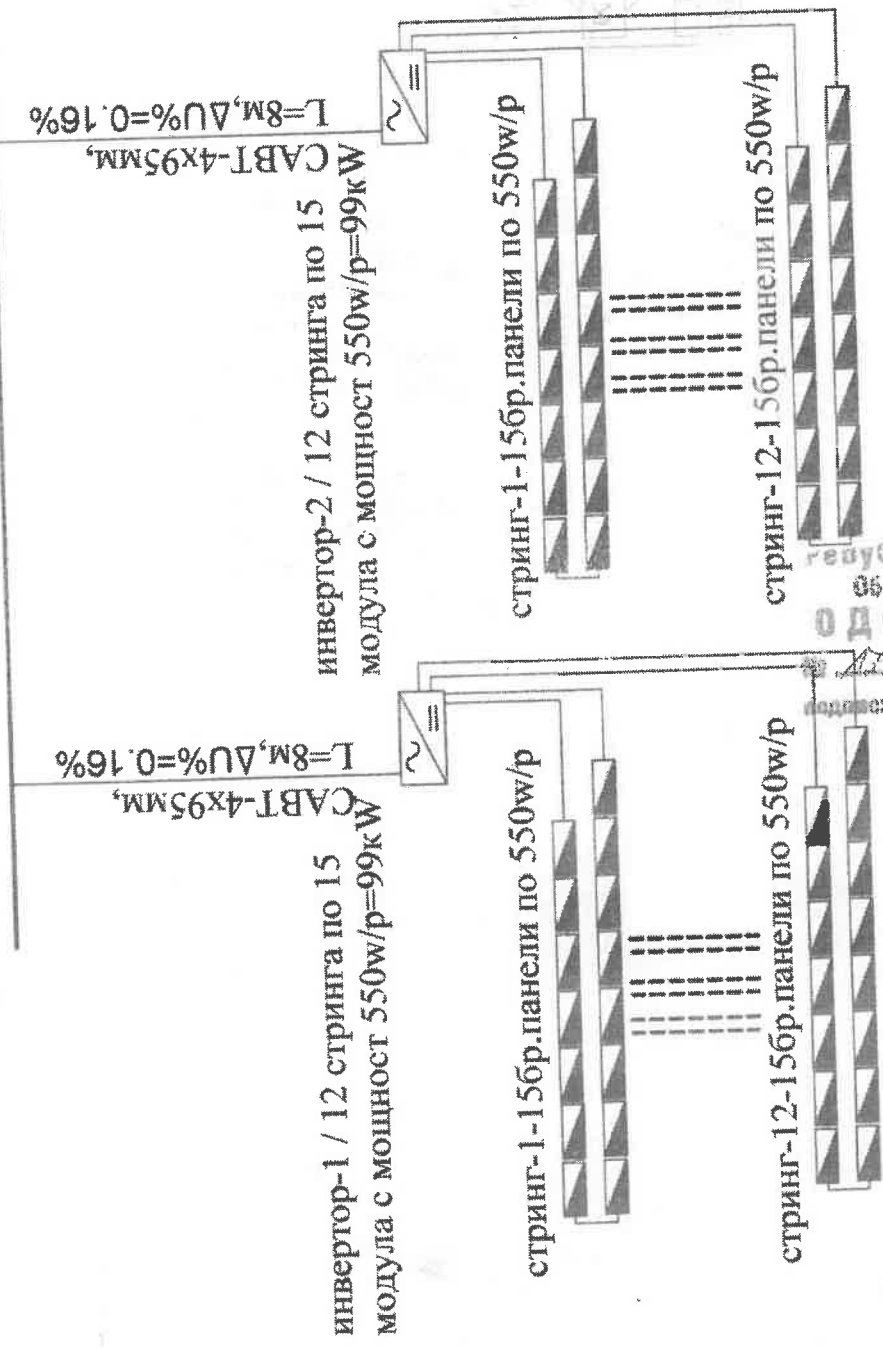 инвертор-1 / 12 стринга по 15
модула с мощност 550w/p=99kW
САВТ-4х95мм,
L=8м,ΔU%=0.16%
стринг-1-15бр.панели по 550w/p
стринг-12-15бр.панели по 550w/p
инвертор-2 / 12 стринга по 15
модула с мощност 550w/p=99kW
САВТ-4х95мм,
L=8м,ΔU%=0.16%
стринг-1-15бр.панели по 550w/p
стринг-12-15бр.панели по 550w/p